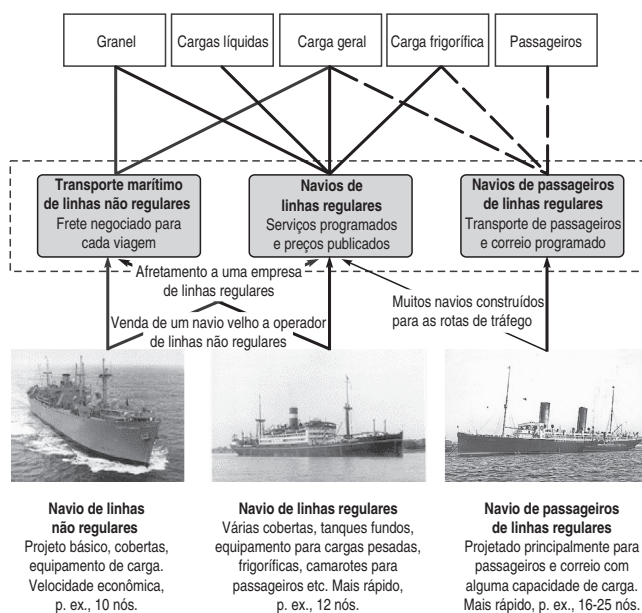 Granel
Cargas líquidas
Carga geral
Carga frigorífica
Passageiros
Transporte marítimo
de linhas não regulares
Frete negociado para
cada viagem
Navios de
linhas regulares
Serviços programados
e preços publicados
Navios de passageiros
de linhas regulares
Transporte de passageiros
e correio programado
Afretamento a uma empresa
de linhas regulares
Muitos navios construídos
para as rotas de tráfego
Venda de um navio velho a operador
de linhas não regulares
Navio de linhas
não regulares
Projeto básico, cobertas,
equipamento de carga.
Velocidade econômica,
p. ex., 10 nós.
Navio de linhas regulares
Várias cobertas, tanques fundos,
equipamento para cargas pesadas,
frigoríficas, camarotes para
passageiros etc. Mais rápido,
p. ex., 12 nós.
Navio de passageiros
de linhas regulares
Projetado principalmente para
passageiros e correio com
alguma capacidade de carga.
Mais rápido, p. ex., 16-25 nós.